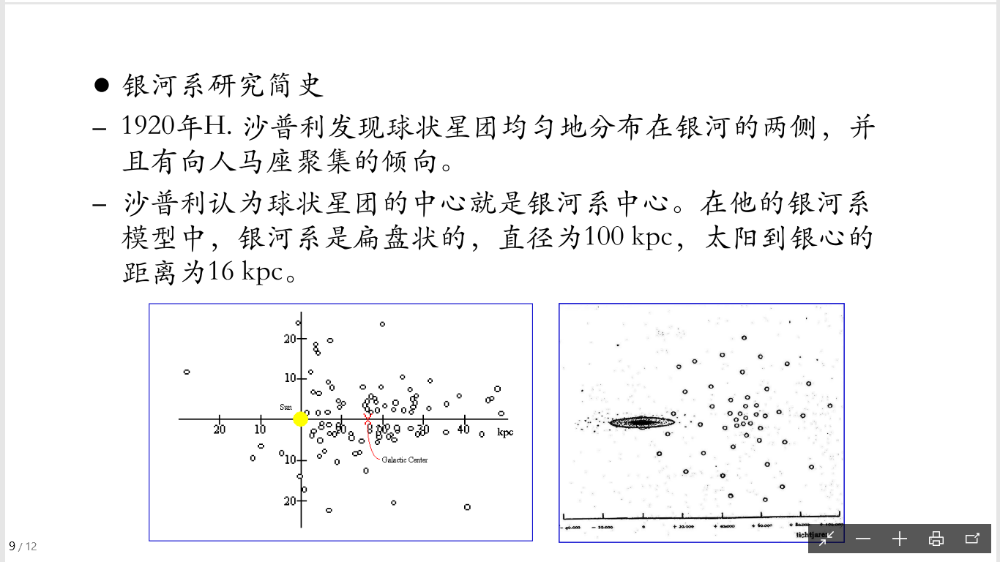 ● 银河系研究简史
– 1920年H. 沙普利发现球状星团均匀地分布在银河的两侧，并
且有向人马座聚集的倾向。
– 沙普利认为球状星团的中心就是银河系中心。在他的银河系
模型中，银河系是扁盘状的，直径为100 kpc，太阳到银心的
距离为16 kpc。
20
10
Sun
20 10 20 40 kpc
10
Galactic Center
20
- 40.000 - 20.000 0 + 20.000 + 40.000 + 60.000 + 80.000 + 100.000
9 / 12